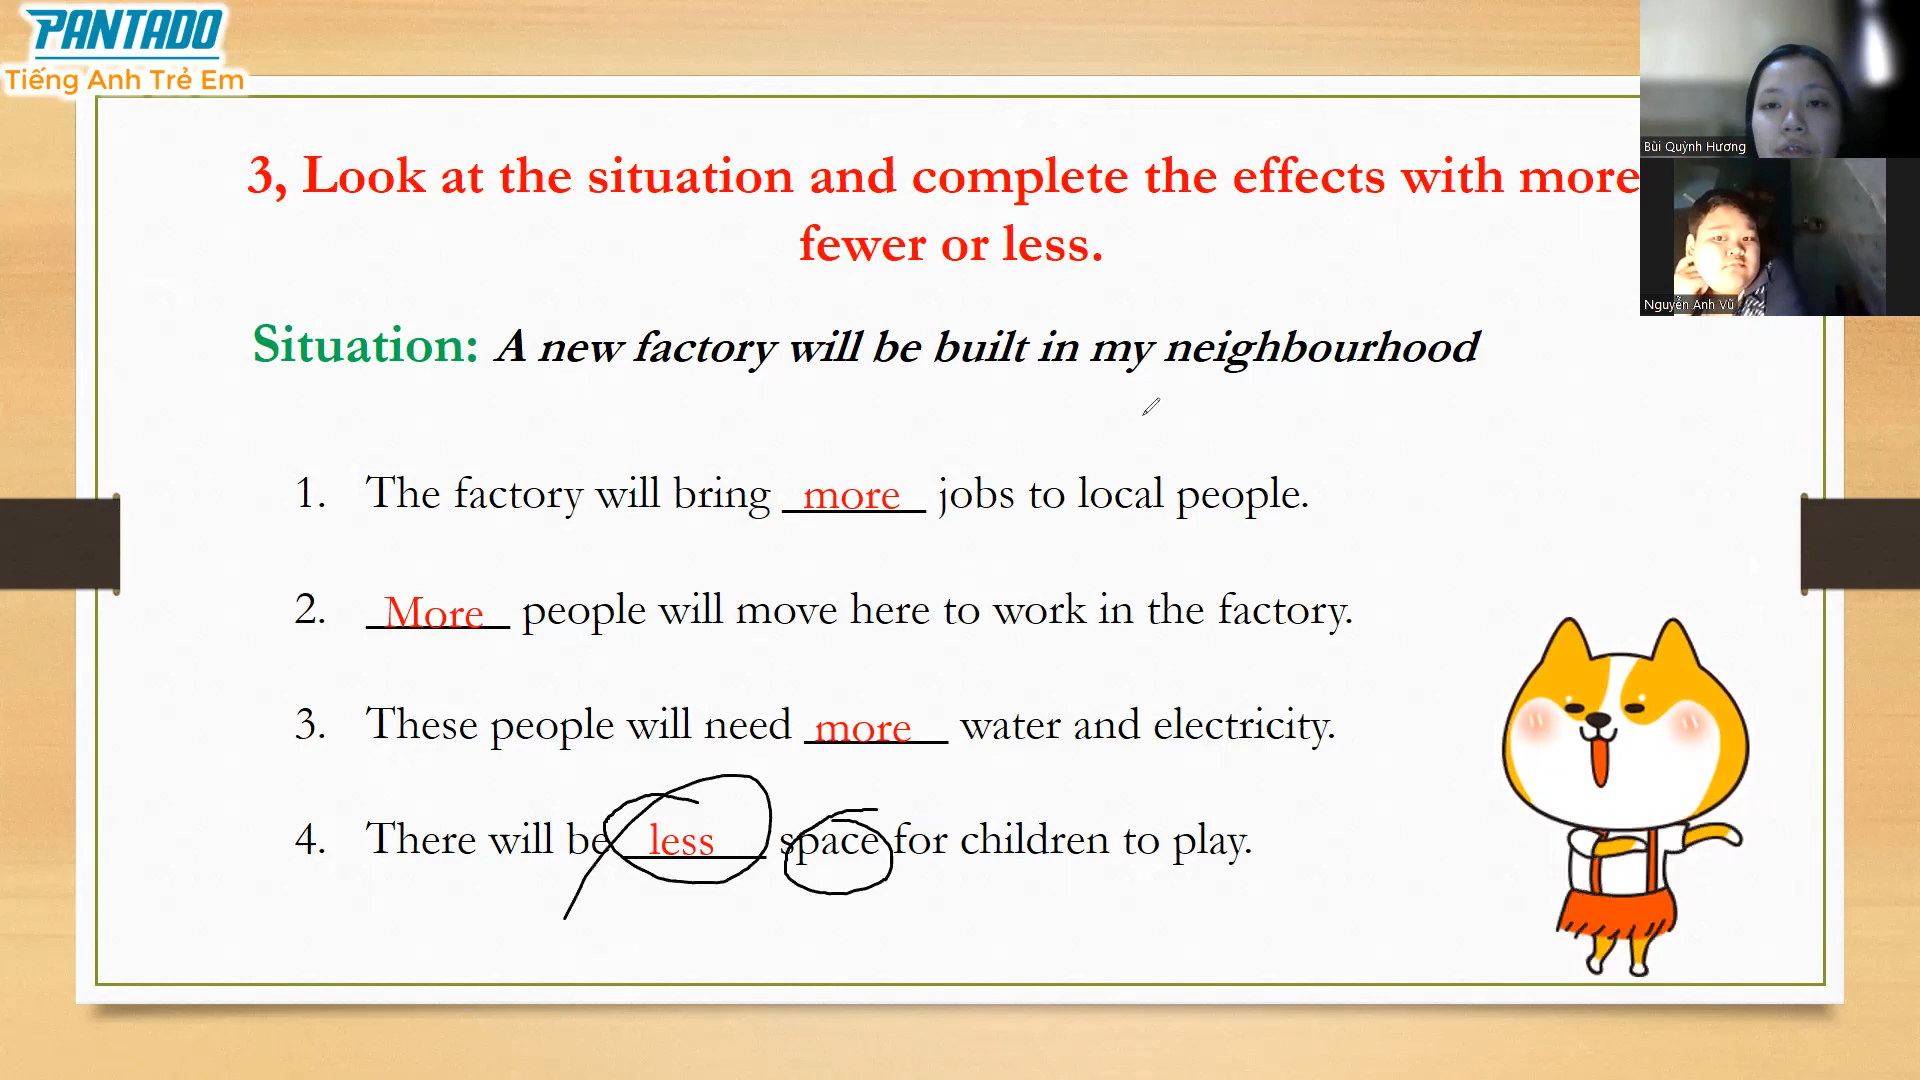 PANTADO
Tiếng Anh Trẻ Em
3, Look at the situation and complete the effects with more
fewer or less.
Situation: A new factory will be built in my neighbourhood
1. The factory will bring more jobs to local people.
2. More people will move here to work in the factory.
3. These people will need more water and electricity.
4. There will be less space for children to play.
Bùi Quỳnh Hương
Nguyễn Anh Vũ